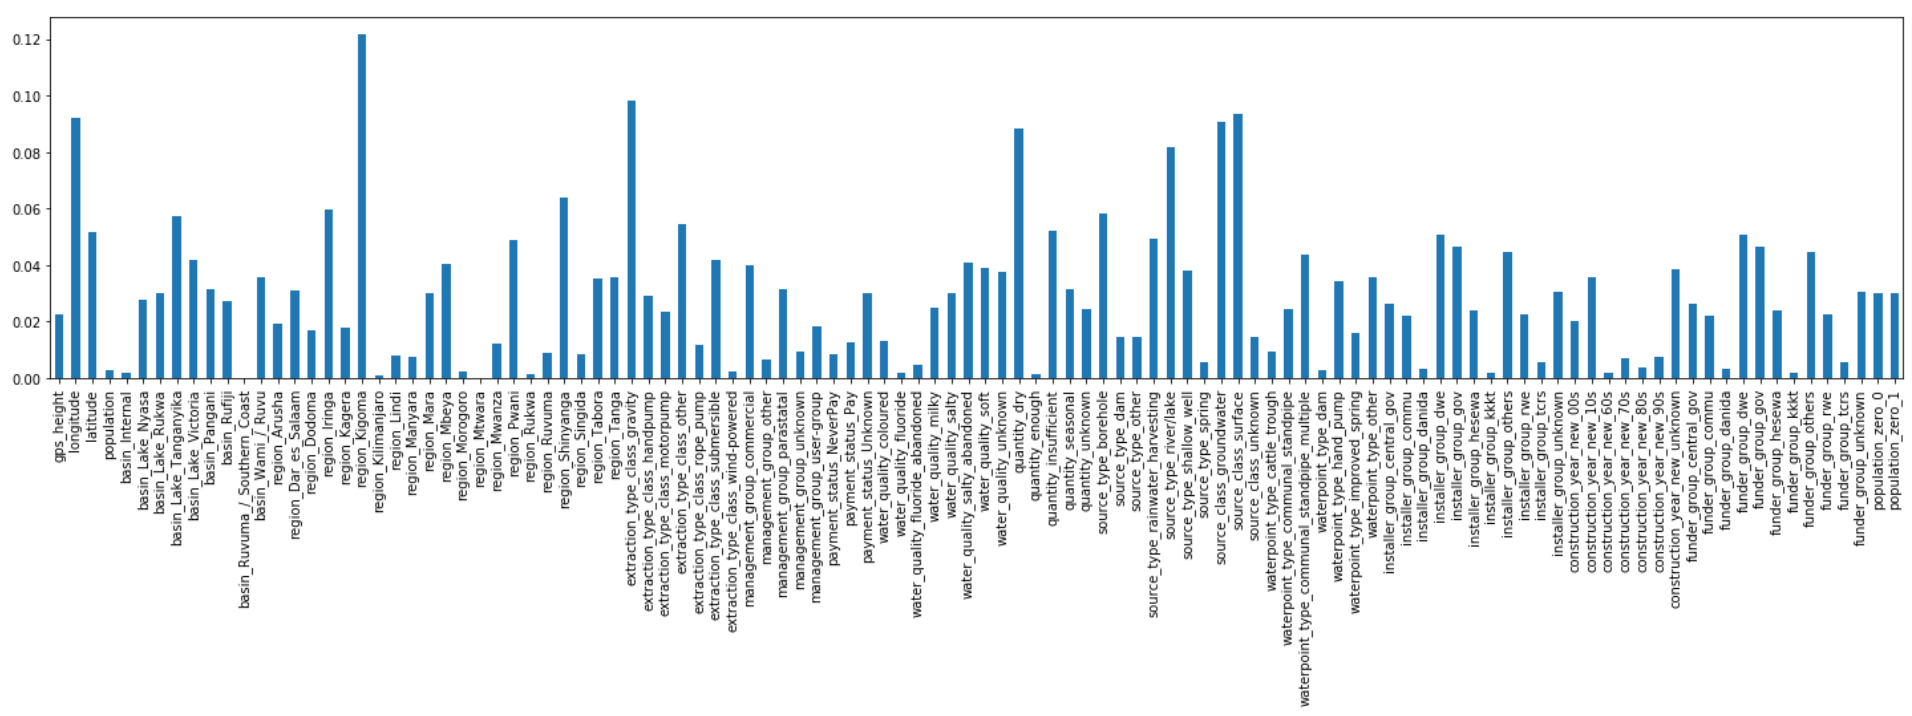 0.12
0.10
0.08
0.06
0.04
0.02
0.00
gps_height
longitude
latitude
population
basin_Internal
basin_Lake_Nyasa
basin_Lake_Rukwa
basin_Lake_Tanganyika
basin_Lake_Victoria
basin_Pangani
basin_Rufiji
basin_Ruvuma / Southern_Coast
basin_Wami_/_Ruvu
region_Arusha
region_Dar_es_Salaam
region_Dodoma
region_Iringa
region_Kagera
region_Kigoma
region_Kilimanjaro
region_Lindi
region_Manyara
region_Mara
region_Mbeya
region_Morogoro
region_Mtwara
region_Mwanza
region_Pwani
region_Rukwa
region_Ruvuma
region_Shinyanga
region_Singida
region_Tabora
region_Tanga
extraction_type_class_gravity
extraction_type_class_handpump
extraction_type_class_motorpump
extraction_type_class_other
extraction_type_class_rope_pump
extraction_type_class_submersible
extraction_type_class_wind-powered
management_group_commercial
management_group_other
management_group_parastatal
management_group_unknown
management_group_user-group
payment_status_NeverPay
payment_status_Pay
payment_status_Unknown
water_quality_coloured
water_quality_fluoride
water_quality_fluoride_abandoned
water_quality_milky
water_quality_salty
water_quality_salty_abandoned
water_quality_soft
water_quality_unknown
quantity_dry
quantity_enough
quantity_insufficient
quantity_seasonal
quantity_unknown
source_type_borehole
source_type_dam
source_type_other
source_type_rainwater_harvesting
source_type_river/lake
source_type_shallow_well
source_type_spring
source_class_groundwater
source_class_surface
source_class_unknown
waterpoint_type_cattle_trough
waterpoint_type_communal_standpipe
waterpoint_type_communal_standpipe_multiple
waterpoint_type_dam
waterpoint_type_hand_pump
waterpoint_type_improved_spring
waterpoint_type_other
installer_group_central_gov
installer_group_commu
installer_group_danida
installer_group_dwe
installer_group_gov
installer_group_hesewa
installer_group_kkkt
installer_group_others
installer_group_rwe
installer_group_tcrs
installer_group_unknown
construction_year_new_00s
construction_year_new_10s
construction_year_new_60s
construction_year_new_70s
construction_year_new_80s
construction_year_new_90s
construction_year_new_unknown
funder_group_central_gov
funder_group_commu
funder_group_danida
funder_group_dwe
funder_group_gov
funder_group_hesewa
funder_group_kkkt
funder_group_others
funder_group_rwe
funder_group_tcrs
funder_group_unknown
population_zero_0
population_zero_1